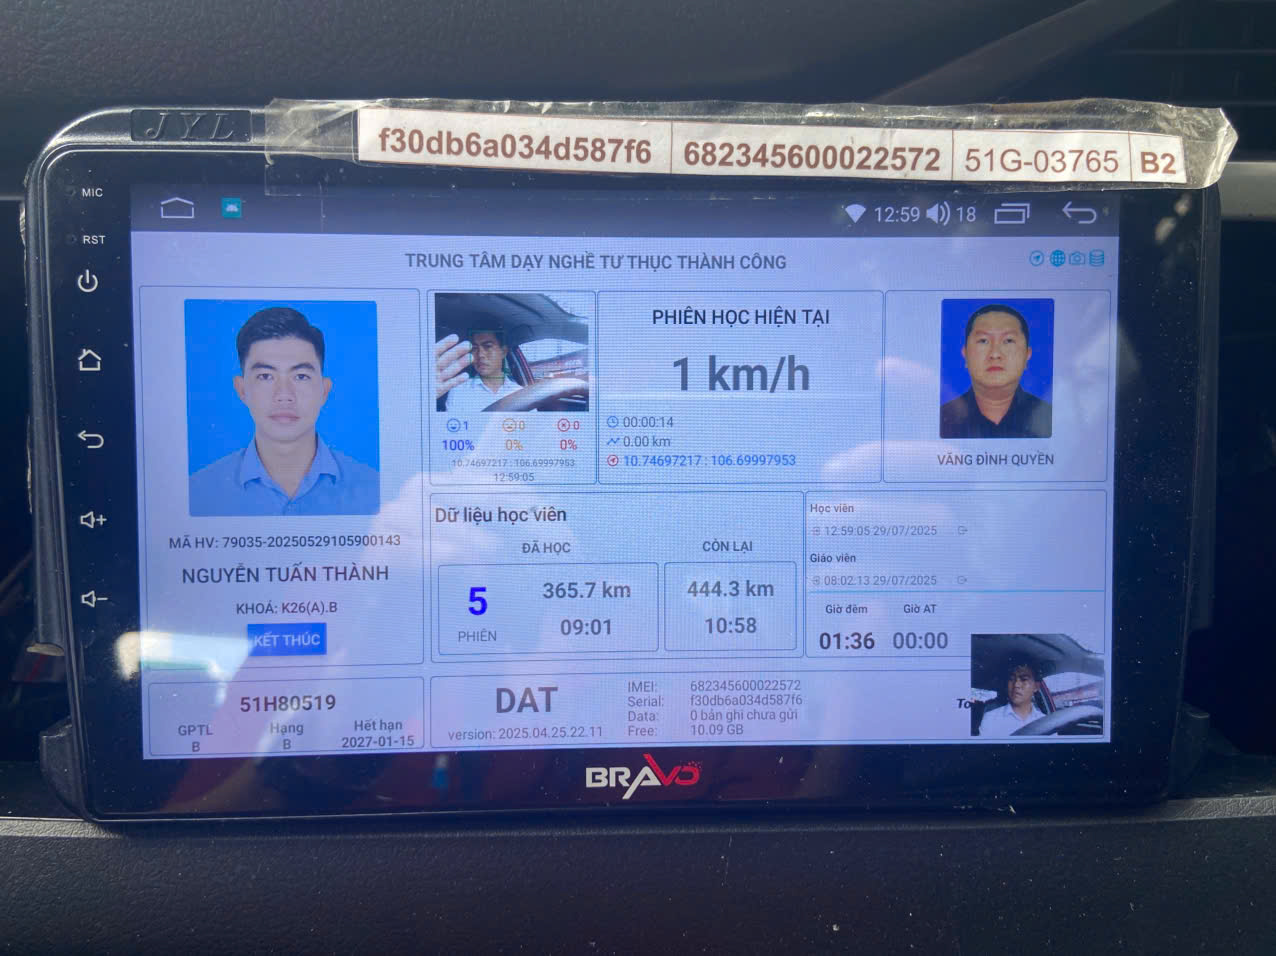 JYL
f30db6a034d587f6 682345600022572 51G-03765 B2
MIC
RST
12:59 18
TRUNG TÂM DẠY NGHỀ TƯ THỤC THÀNH CÔNG
MÃ HV: 79035-20250529105900143
NGUYỄN TUẤN THÀNH
KHOÁ: K26(A).B
KẾT THÚC
1 0 0
100% 0% 0%
10.74697217 : 106.69997953
12:59:05
PHIÊN HỌC HIỆN TẠI
1 km/h
00:00:14
0.00 km
10.74697217 : 106.69997953
VĂNG ĐÌNH QUYỀN
Dữ liệu học viên
ĐÃ HỌC
CÒN LẠI
5
PHIÊN
365.7 km
09:01
444.3 km
10:58
Học viên
12:59:05 29/07/2025
Giáo viên
08:02:13 29/07/2025
Giờ đêm Giờ AT
01:36 00:00
51H80519
GPTL Hạng Hết hạn
B B 2027-01-15
DAT
version: 2025.04.25.22.11
IMEI: 682345600022572
Serial: f30db6a034d587f6
Data: 0 bản ghi chưa gửi
Free: 10.09 GB
BRAVO